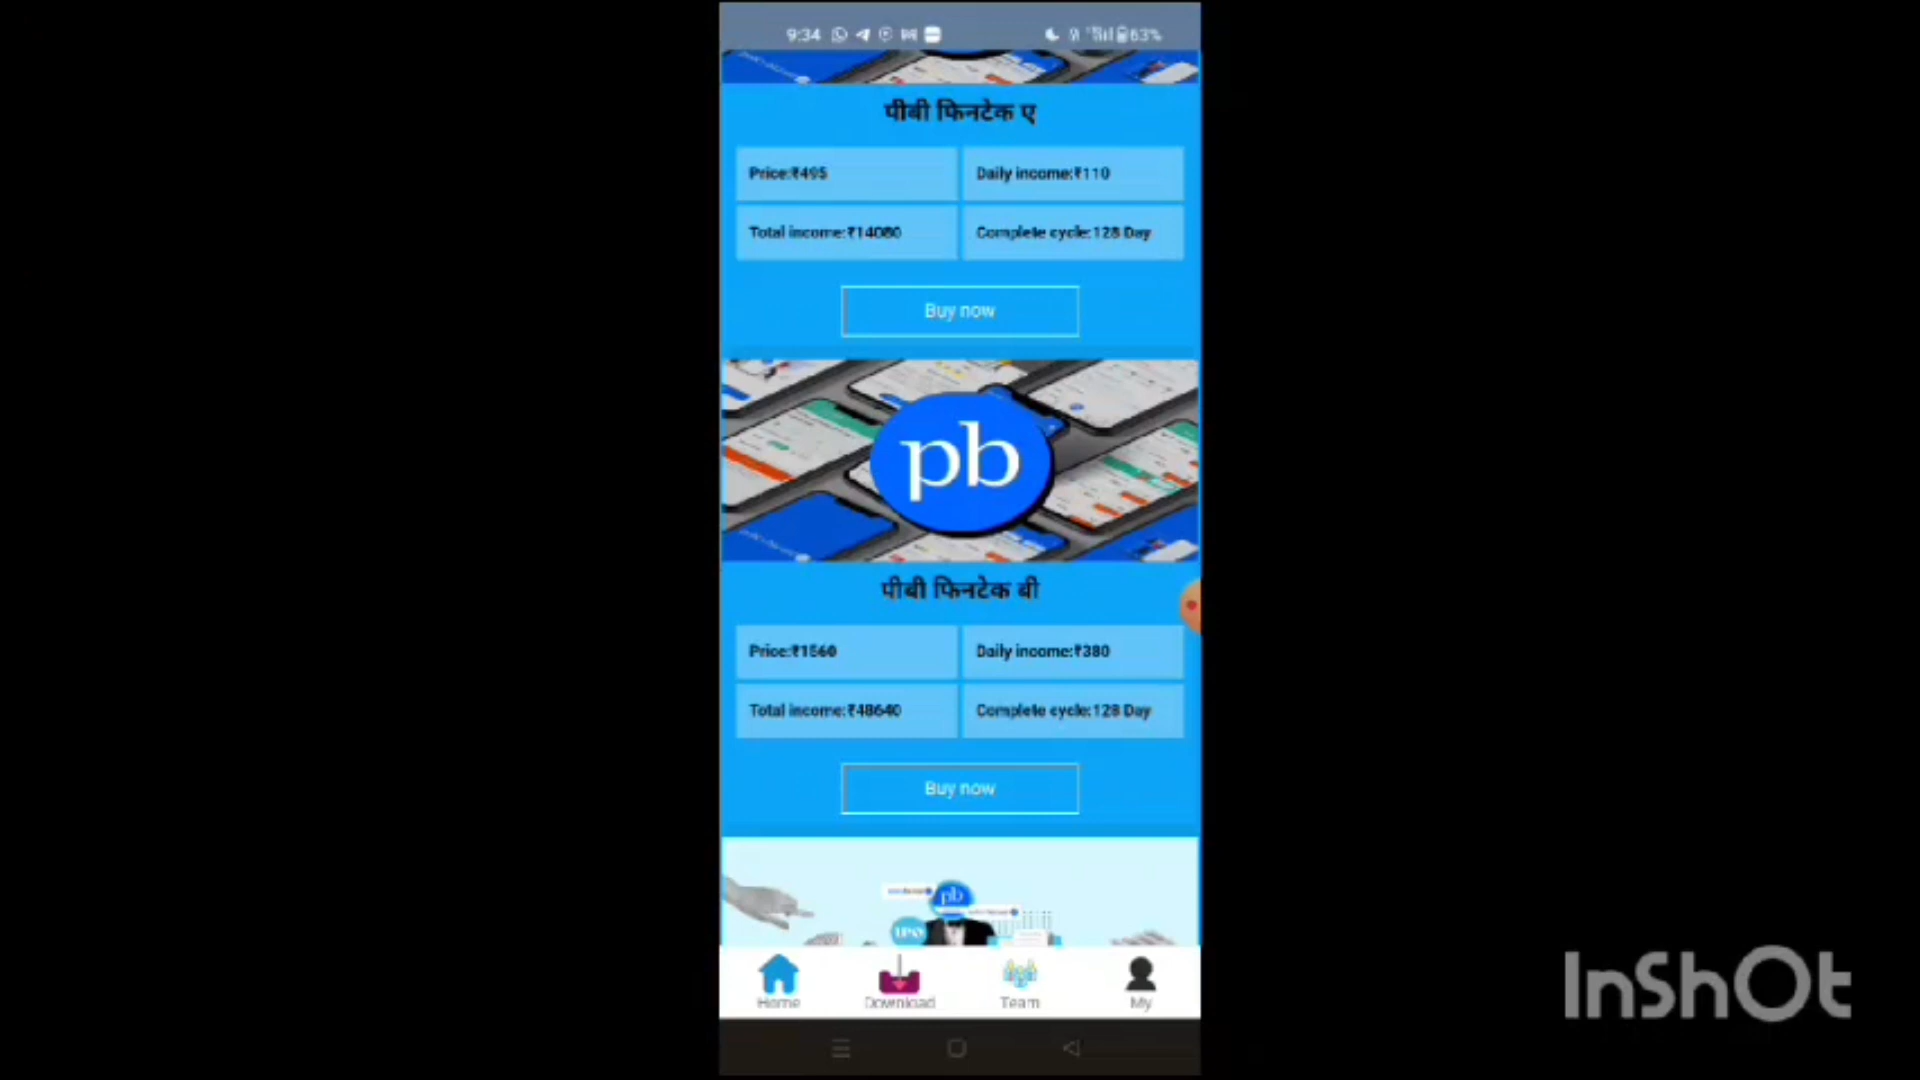 9:34 63%
पीबी फिनटेक ए
Price:₹495 Daily income:₹110
Total income:₹14080 Complete cycle:128 Day
Buy now
pb
पीबी फिनटेक बी
Price:₹1560 Daily income:₹380
Total income:₹48640 Complete cycle:128 Day
Buy now
pb
IPO
Home Download Team My
InShOt